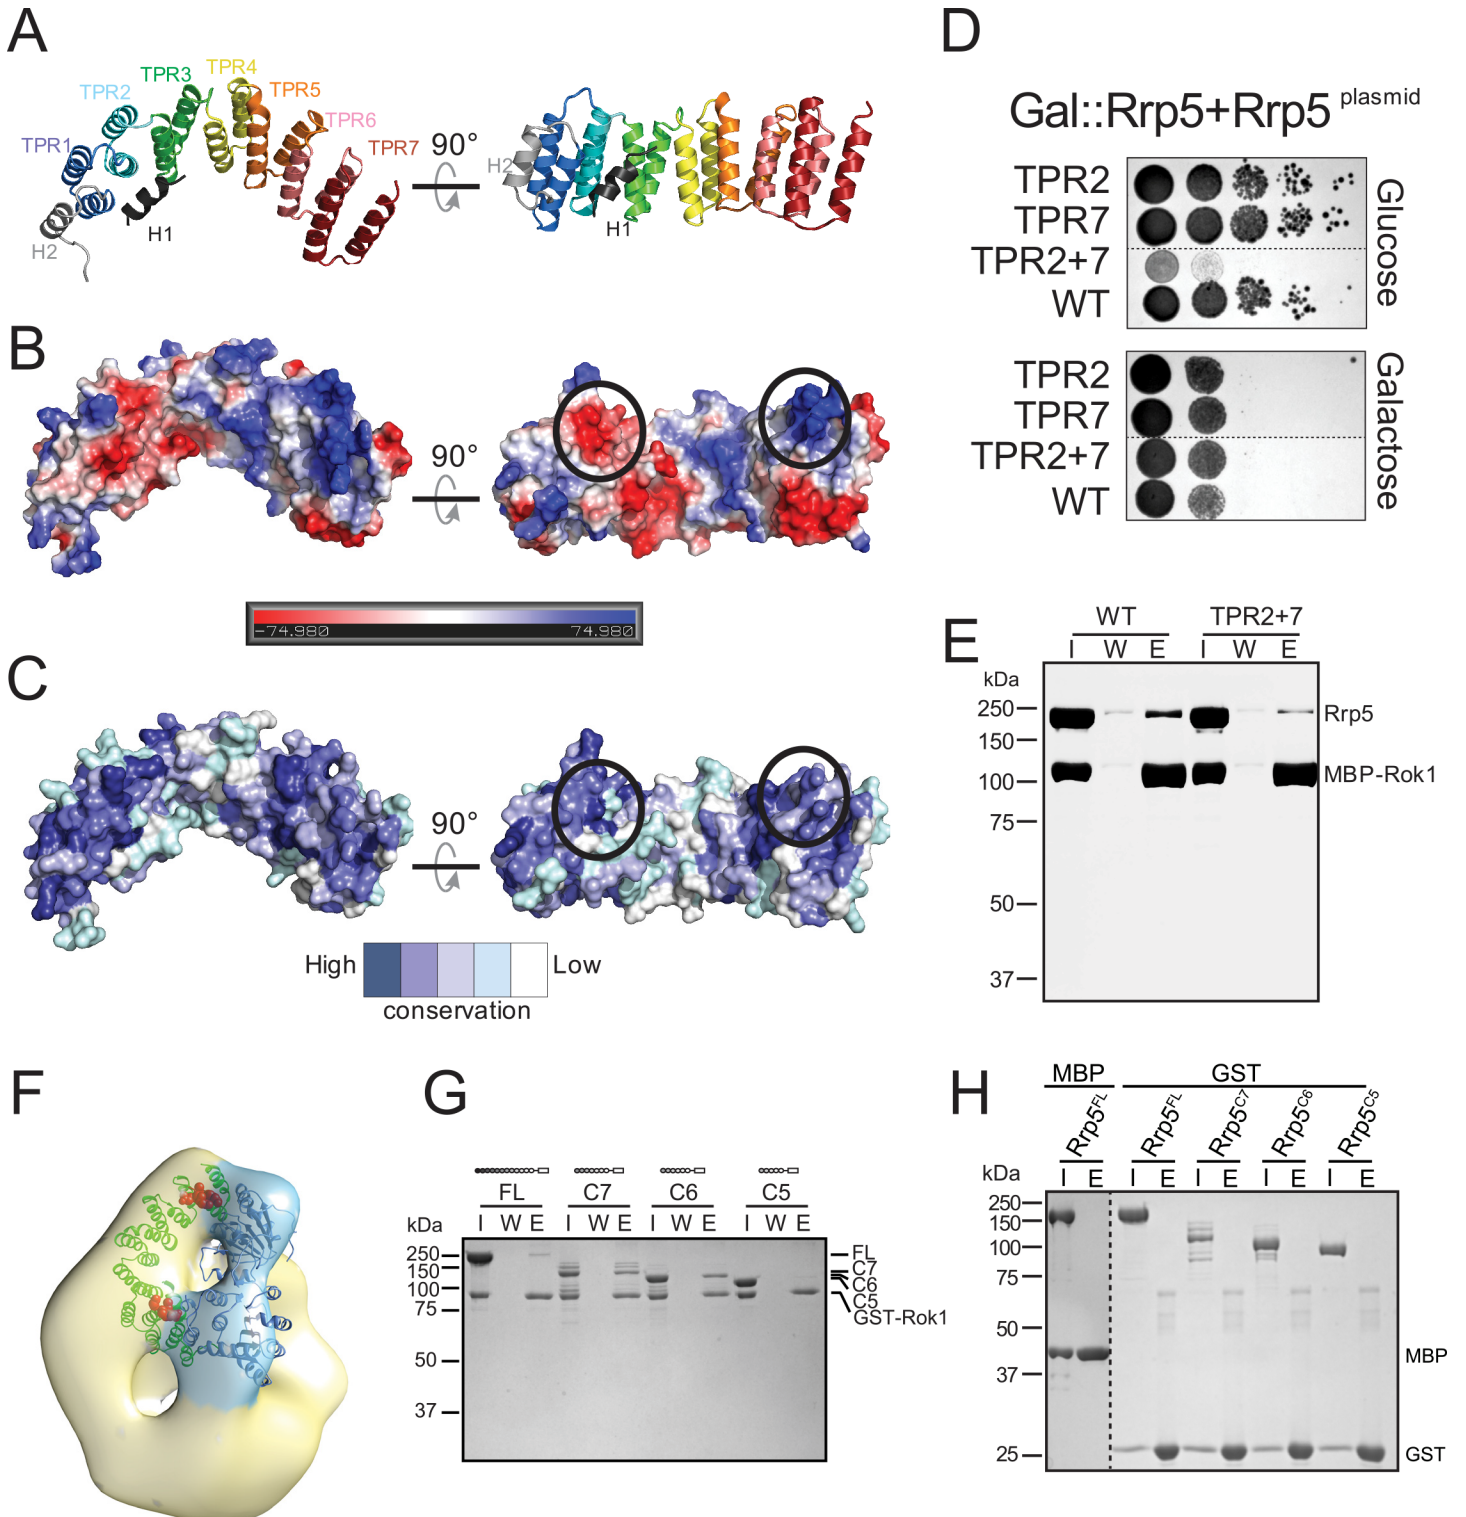 A
TPR1
TPR2
TPR3
TPR4
TPR5
TPR6
TPR7
H2
H1
90°
H2
H1
B
90°
-74.980 74.980
C
90°
High Low
conservation
D
Gal::Rrp5+Rrp5 plasmid
TPR2
TPR7
TPR2+7
WT
Glucose
TPR2
TPR7
TPR2+7
WT
Galactose
E
WT TPR2+7
I W E I W E
kDa
250
150
100
75
50
37
Rrp5
MBP-Rok1
F
G
FL C7 C6 C5
I W E I W E I W E I W E
kDa
250
150
100
75
50
37
FL
C7
C6
C5
GST-Rok1
H
MBP GST
Rrp5FL Rrp5FL Rrp5C7 Rrp5C6 Rrp5C5
I E I E I E I E I E
kDa
250
150
100
75
50
37
25
MBP
GST